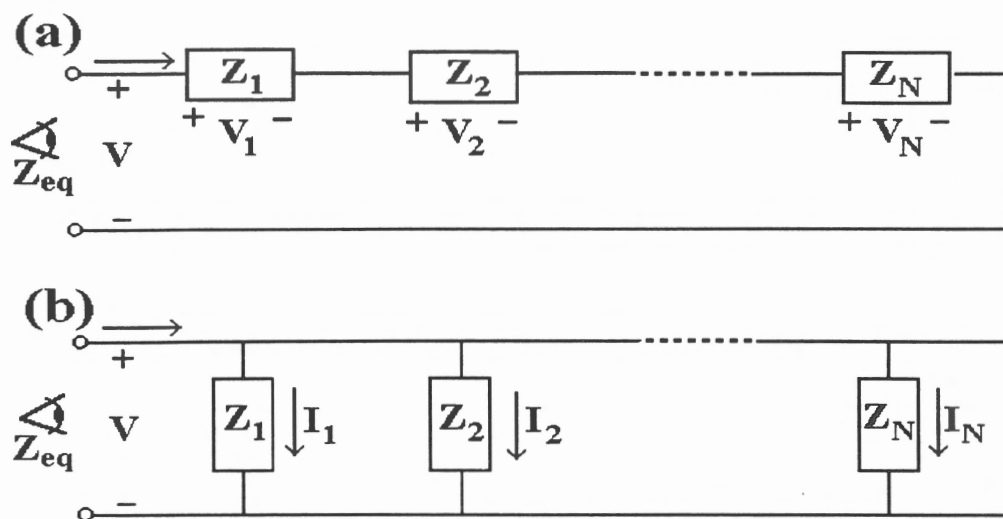 (a)
Z1 Z2 ZN
+ + V1 − + V2 − + VN −
Zeq V
−
(b)
+
Z1 I1 Z2 I2 ZN IN
Zeq V
−